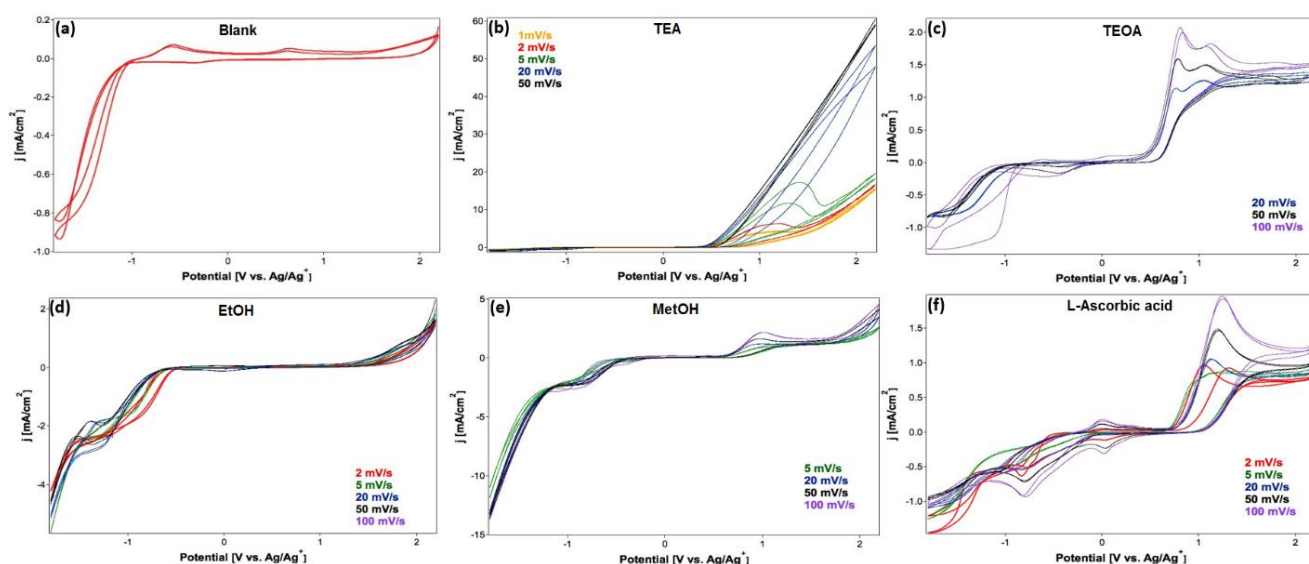 (a) Blank
0.2
0.0
-0.2
-0.4
-0.6
-0.8
-1.0
j [mA/cm²]
-1 0 1 2
Potential [V vs. Ag/Ag⁺]
(b) TEA
1mV/s
2 mV/s
5 mV/s
20 mV/s
50 mV/s
60
50
40
30
20
10
0
j [mA/cm²]
-1 0 1 2
Potential [V vs. Ag/Ag⁺]
(c) TEOA
2.0
1.5
1.0
0.5
0.0
-0.5
-1.0
j [mA/cm²]
20 mV/s
50 mV/s
100 mV/s
-1 0 1 2
Potential [V vs. Ag/Ag⁺]
(d) EtOH
2
0
-2
-4
j [mA/cm²]
2 mV/s
5 mV/s
20 mV/s
50 mV/s
100 mV/s
-1 0 1 2
Potential [V vs. Ag/Ag⁺]
(e) MetOH
5
0
-5
-10
-15
j [mA/cm²]
5 mV/s
20 mV/s
50 mV/s
100 mV/s
-1 0 1 2
Potential [V vs. Ag/Ag⁺]
(f) L-Ascorbic acid
1.5
1.0
0.5
0.0
-0.5
-1.0
j [mA/cm²]
2 mV/s
5 mV/s
20 mV/s
50 mV/s
100 mV/s
-1 0 1 2
Potential [V vs. Ag/Ag⁺]